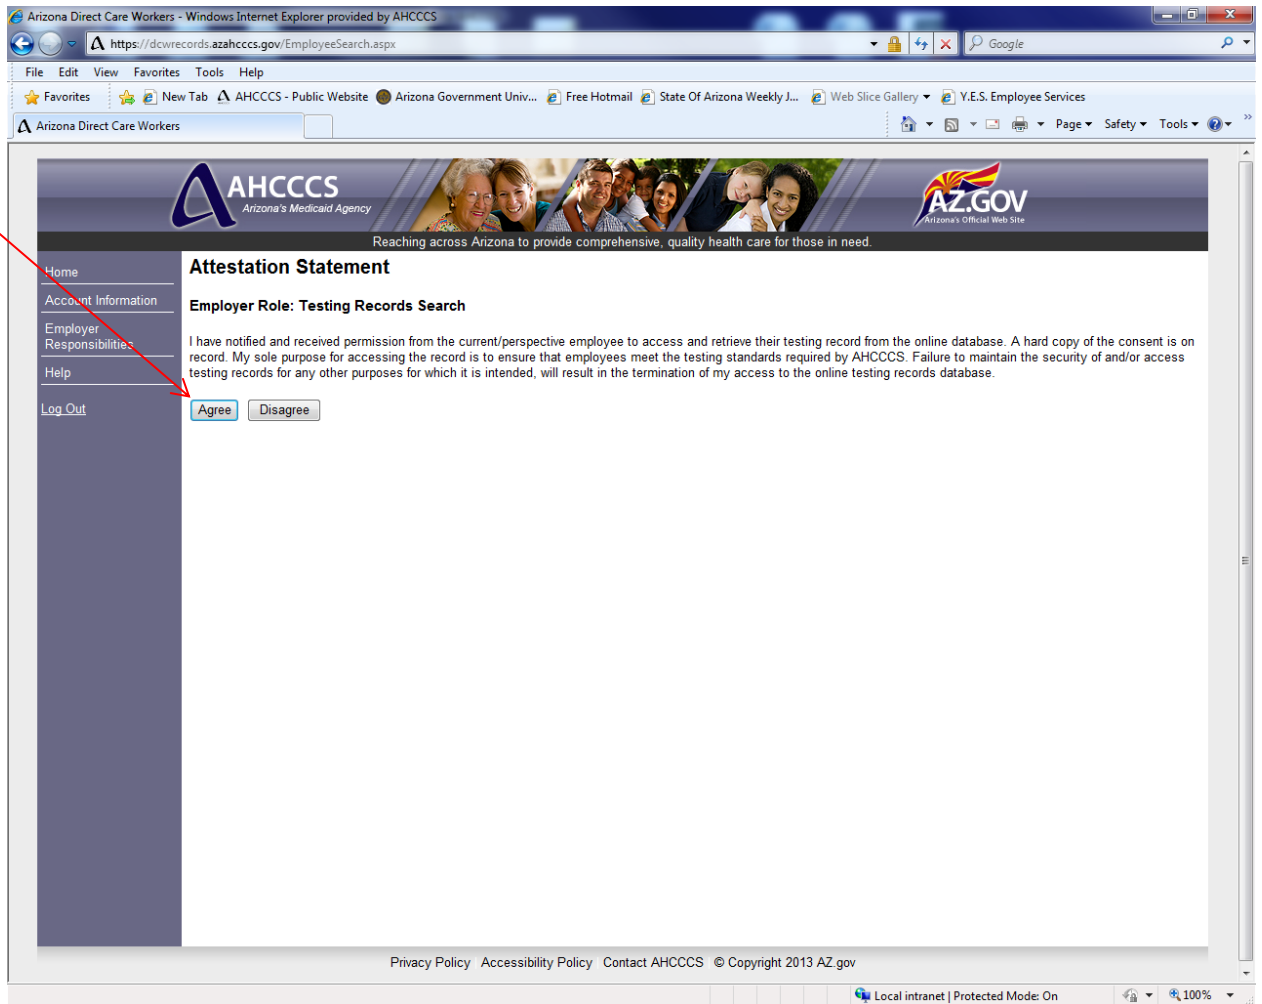 Arizona Direct Care Workers - Windows Internet Explorer provided by AHCCCS
https://dcwrecords.azahcccs.gov/EmployeeSearch.aspx
Google
File Edit View Favorites Tools Help
Favorites New Tab AHCCCS - Public Website Arizona Government Univ... Free Hotmail State Of Arizona Weekly J... Web Slice Gallery Y.E.S. Employee Services
Arizona Direct Care Workers
Page Safety Tools
AHCCCS
Arizona's Medicaid Agency
AZ.GOV
Arizona's Official Web Site
Reaching across Arizona to provide comprehensive, quality health care for those in need.
Home
Account Information
Employer
Responsibilities
Help
Log Out
Attestation Statement
Employer Role: Testing Records Search
I have notified and received permission from the current/perspective employee to access and retrieve their testing record from the online database. A hard copy of the consent is on
record. My sole purpose for accessing the record is to ensure that employees meet the testing standards required by AHCCCS. Failure to maintain the security of and/or access
testing records for any other purposes for which it is intended, will result in the termination of my access to the online testing records database.
Agree Disagree
Privacy Policy Accessibility Policy Contact AHCCCS © Copyright 2013 AZ.gov
Local intranet | Protected Mode: On 100%